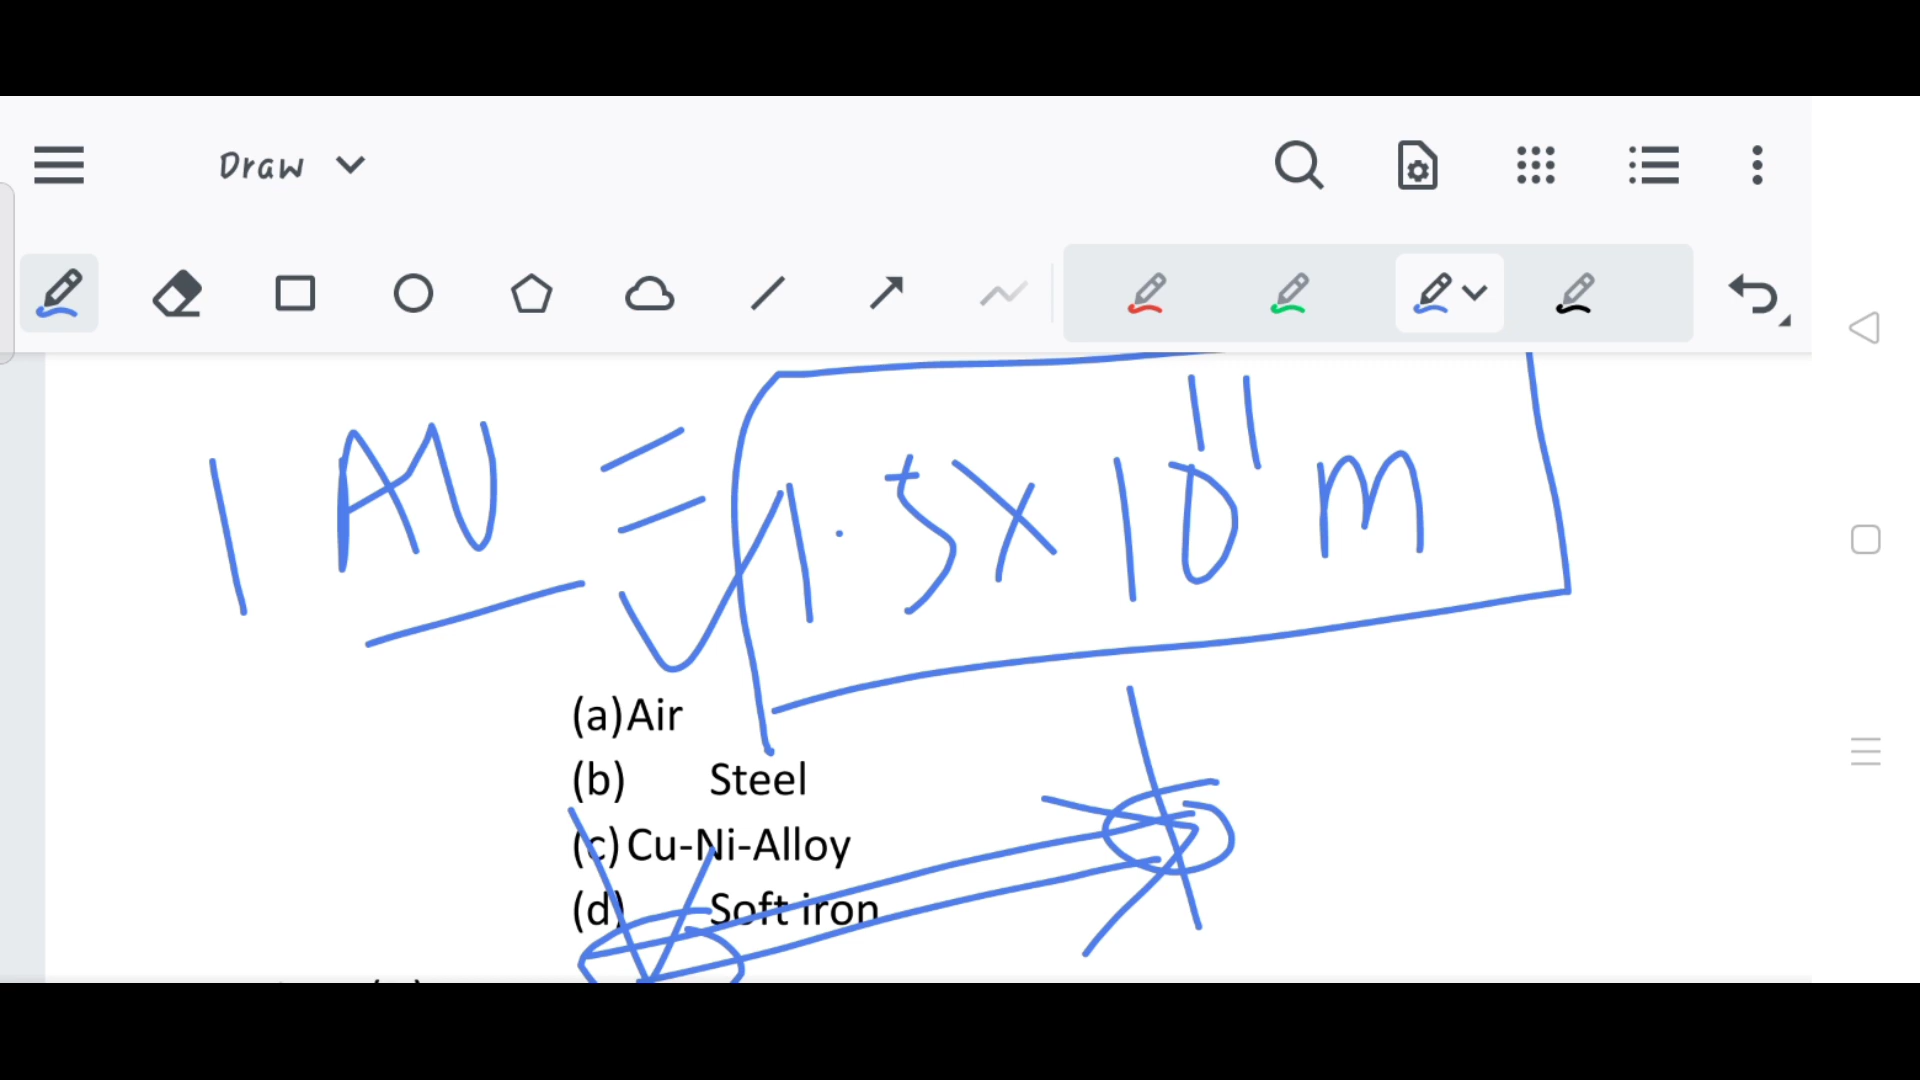 Draw
1 AU = 1.5 × 10¹¹ m
(a) Air
(b) Steel
(c) Cu-Ni-Alloy
(d) Soft iron